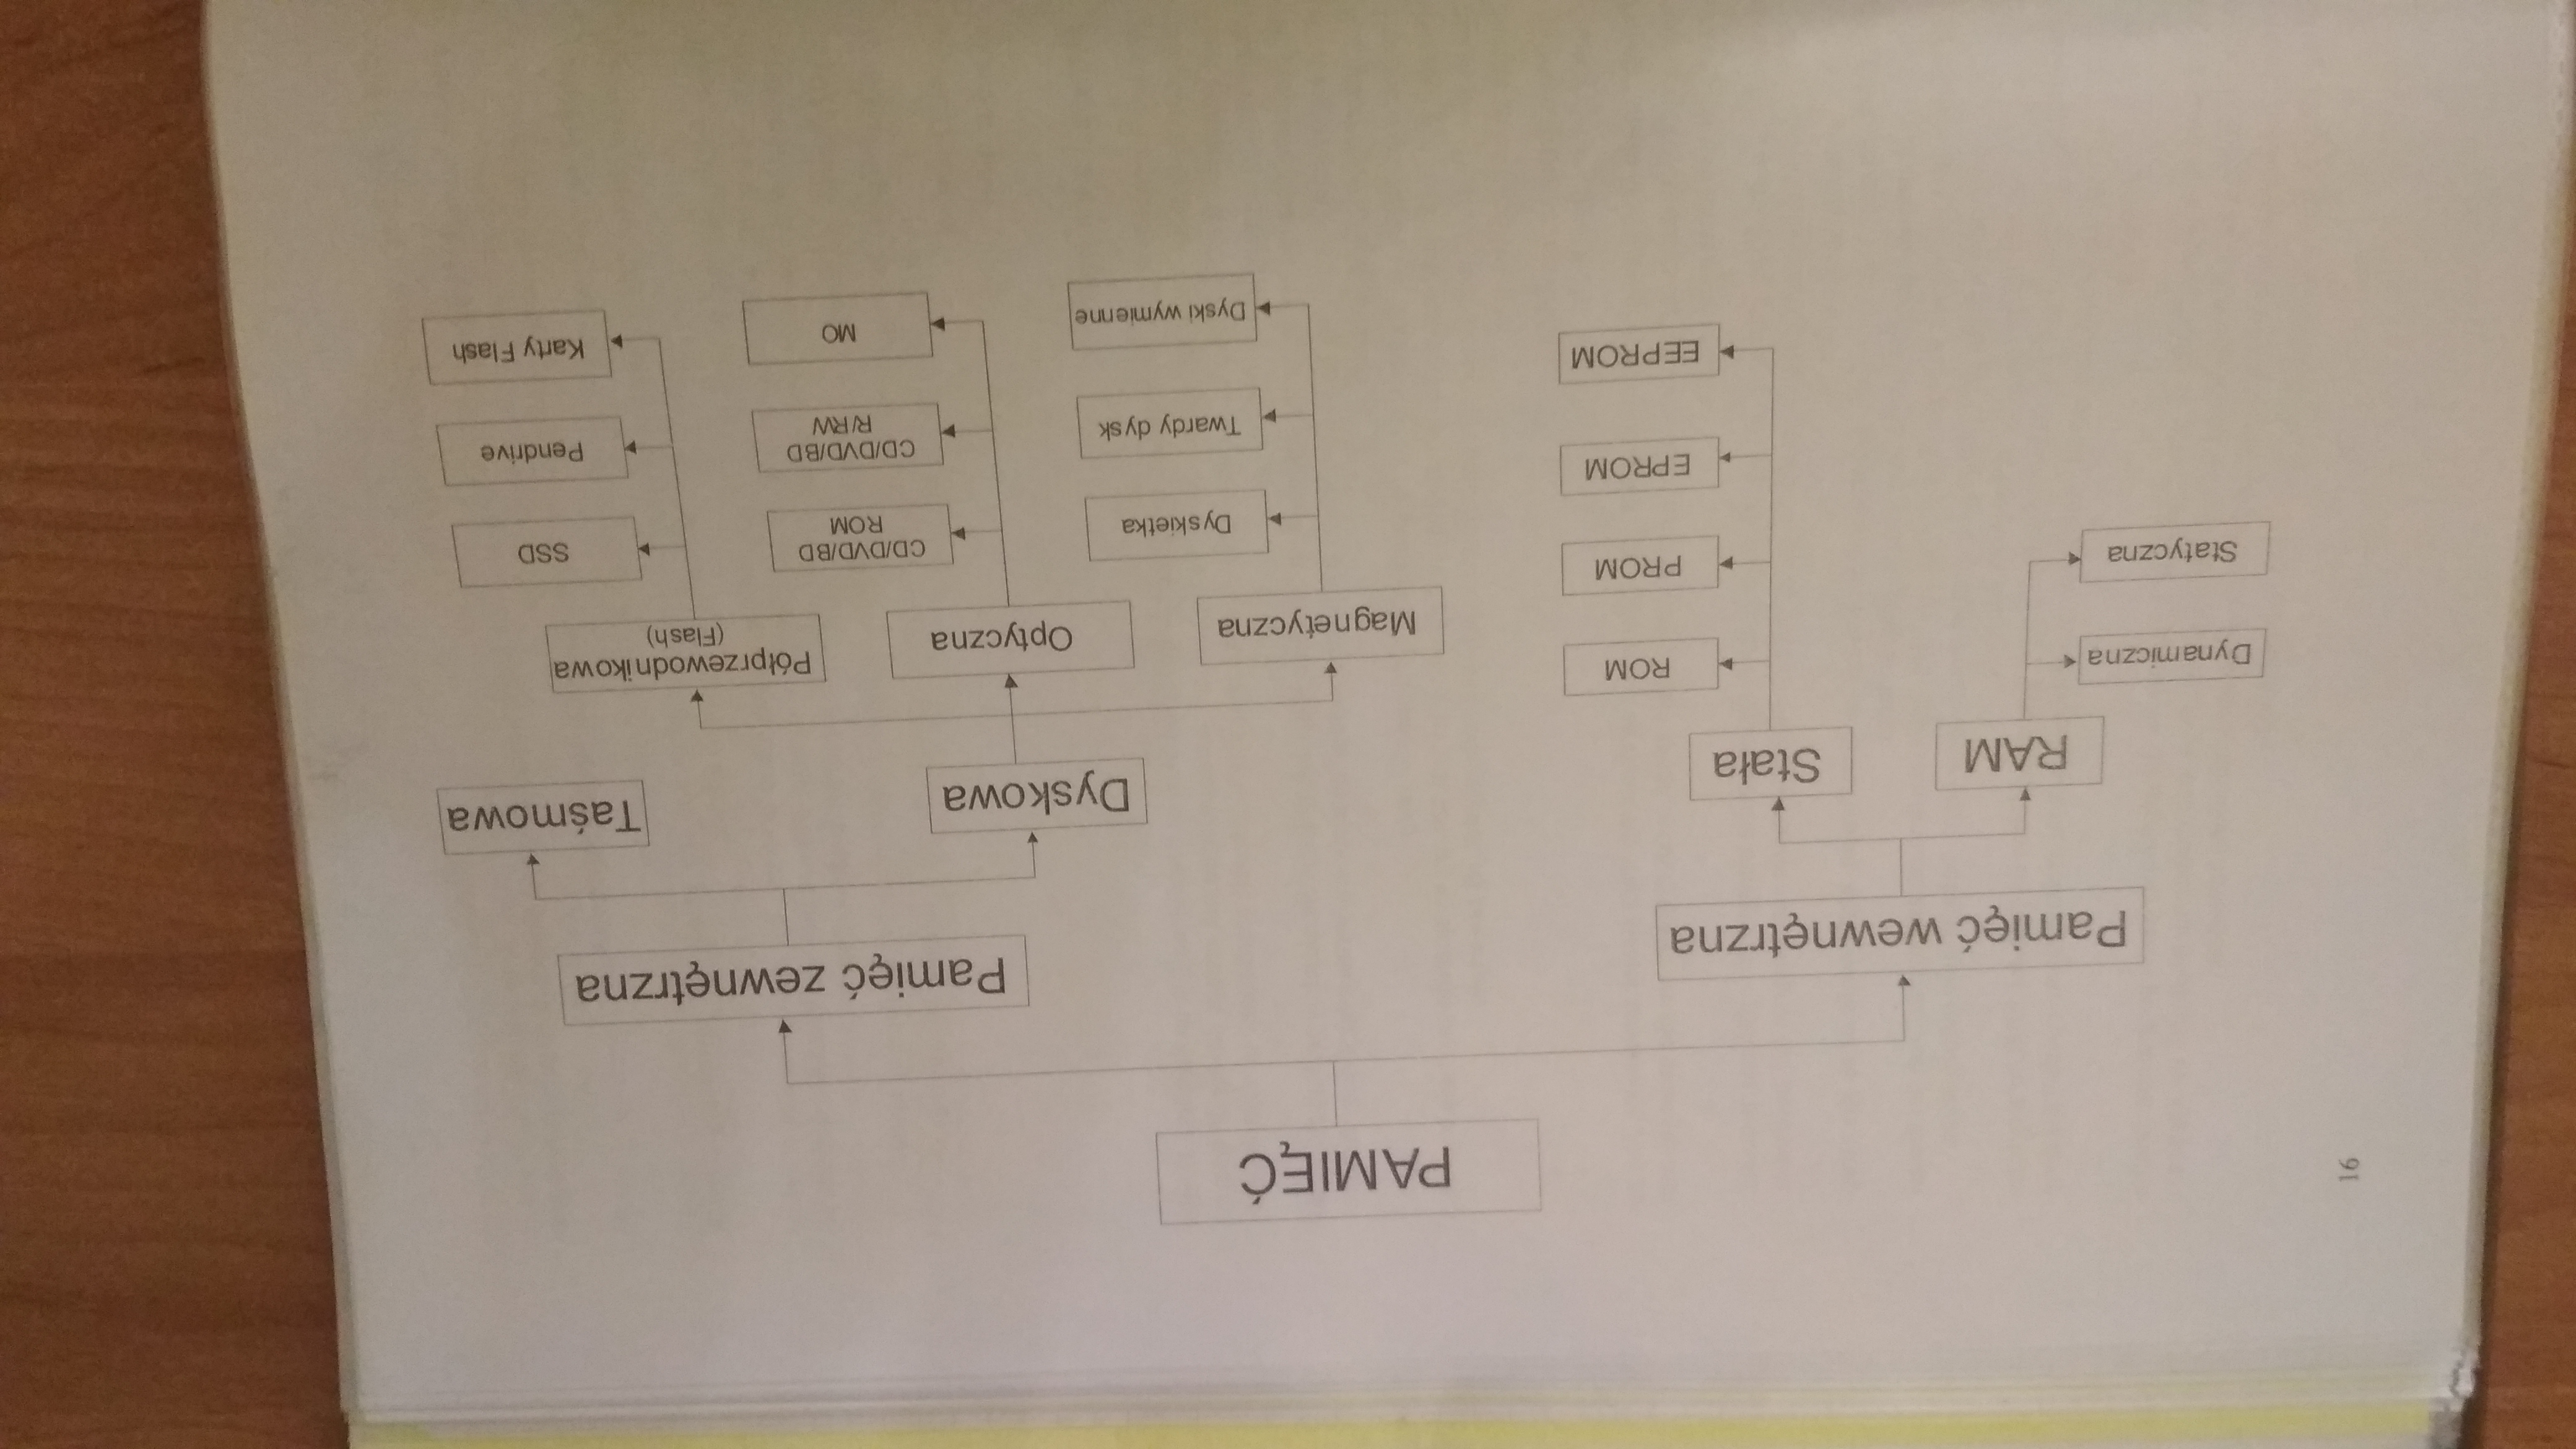 16
PAMIĘĆ
Pamięć wewnętrzna
Pamięć zewnętrzna
RAM
Stała
Dyskowa
Taśmowa
Dynamiczna
Statyczna
ROM
PROM
EPROM
EEPROM
Magnetyczna
Optyczna
Półprzewodnikowa
(Flash)
Dyskietka
Twardy dysk
Dyski wymienne
CD/DVD/BD
ROM
CD/DVD/BD
R/RW
MO
SSD
Pendrive
Karty Flash